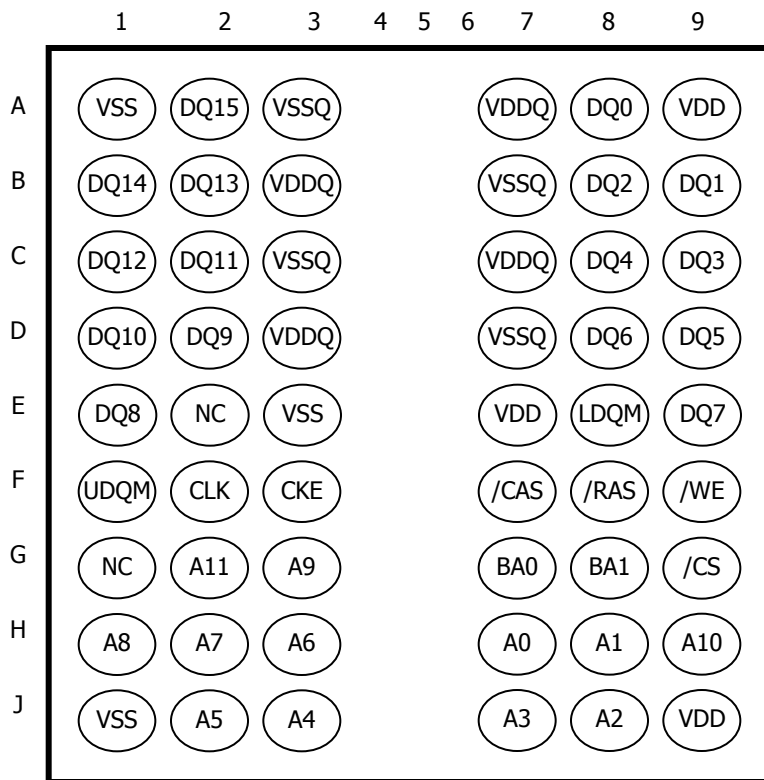 1 2 3 4 5 6 7 8 9
A VSS DQ15 VSSQ VDDQ DQ0 VDD
B DQ14 DQ13 VDDQ VSSQ DQ2 DQ1
C DQ12 DQ11 VSSQ VDDQ DQ4 DQ3
D DQ10 DQ9 VDDQ VSSQ DQ6 DQ5
E DQ8 NC VSS VDD LDQM DQ7
F UDQM CLK CKE /CAS /RAS /WE
G NC A11 A9 BA0 BA1 /CS
H A8 A7 A6 A0 A1 A10
J VSS A5 A4 A3 A2 VDD